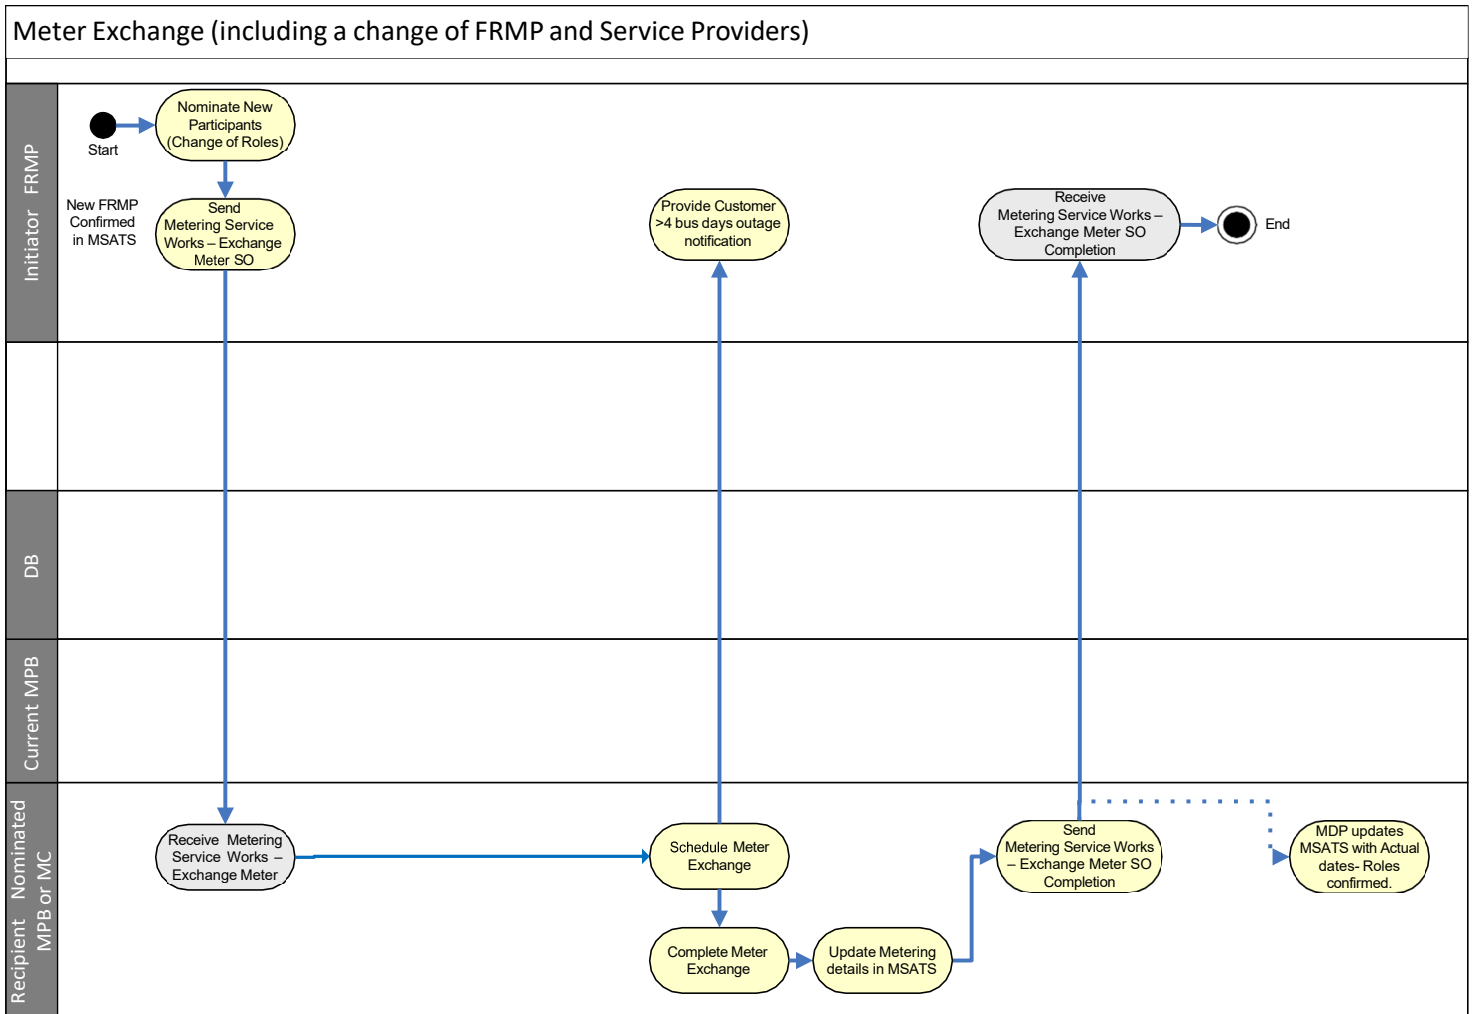 Meter Exchange (including a change of FRMP and Service Providers)
Initiator FRMP
Start
Nominate New
Participants
(Change of Roles)
New FRMP
Confirmed
in MSATS
Send
Metering Service
Works – Exchange
Meter SO
Provide Customer
>4 bus days outage
notification
Receive
Metering Service Works –
Exchange Meter SO
Completion
End
DB
Current MPB
Recipient Nominated
MPB or MC
Receive Metering
Service Works –
Exchange Meter
Schedule Meter
Exchange
Complete Meter
Exchange
Update Metering
details in MSATS
Send
Metering Service Works
– Exchange Meter SO
Completion
MDP updates
MSATS with Actual
dates- Roles
confirmed.